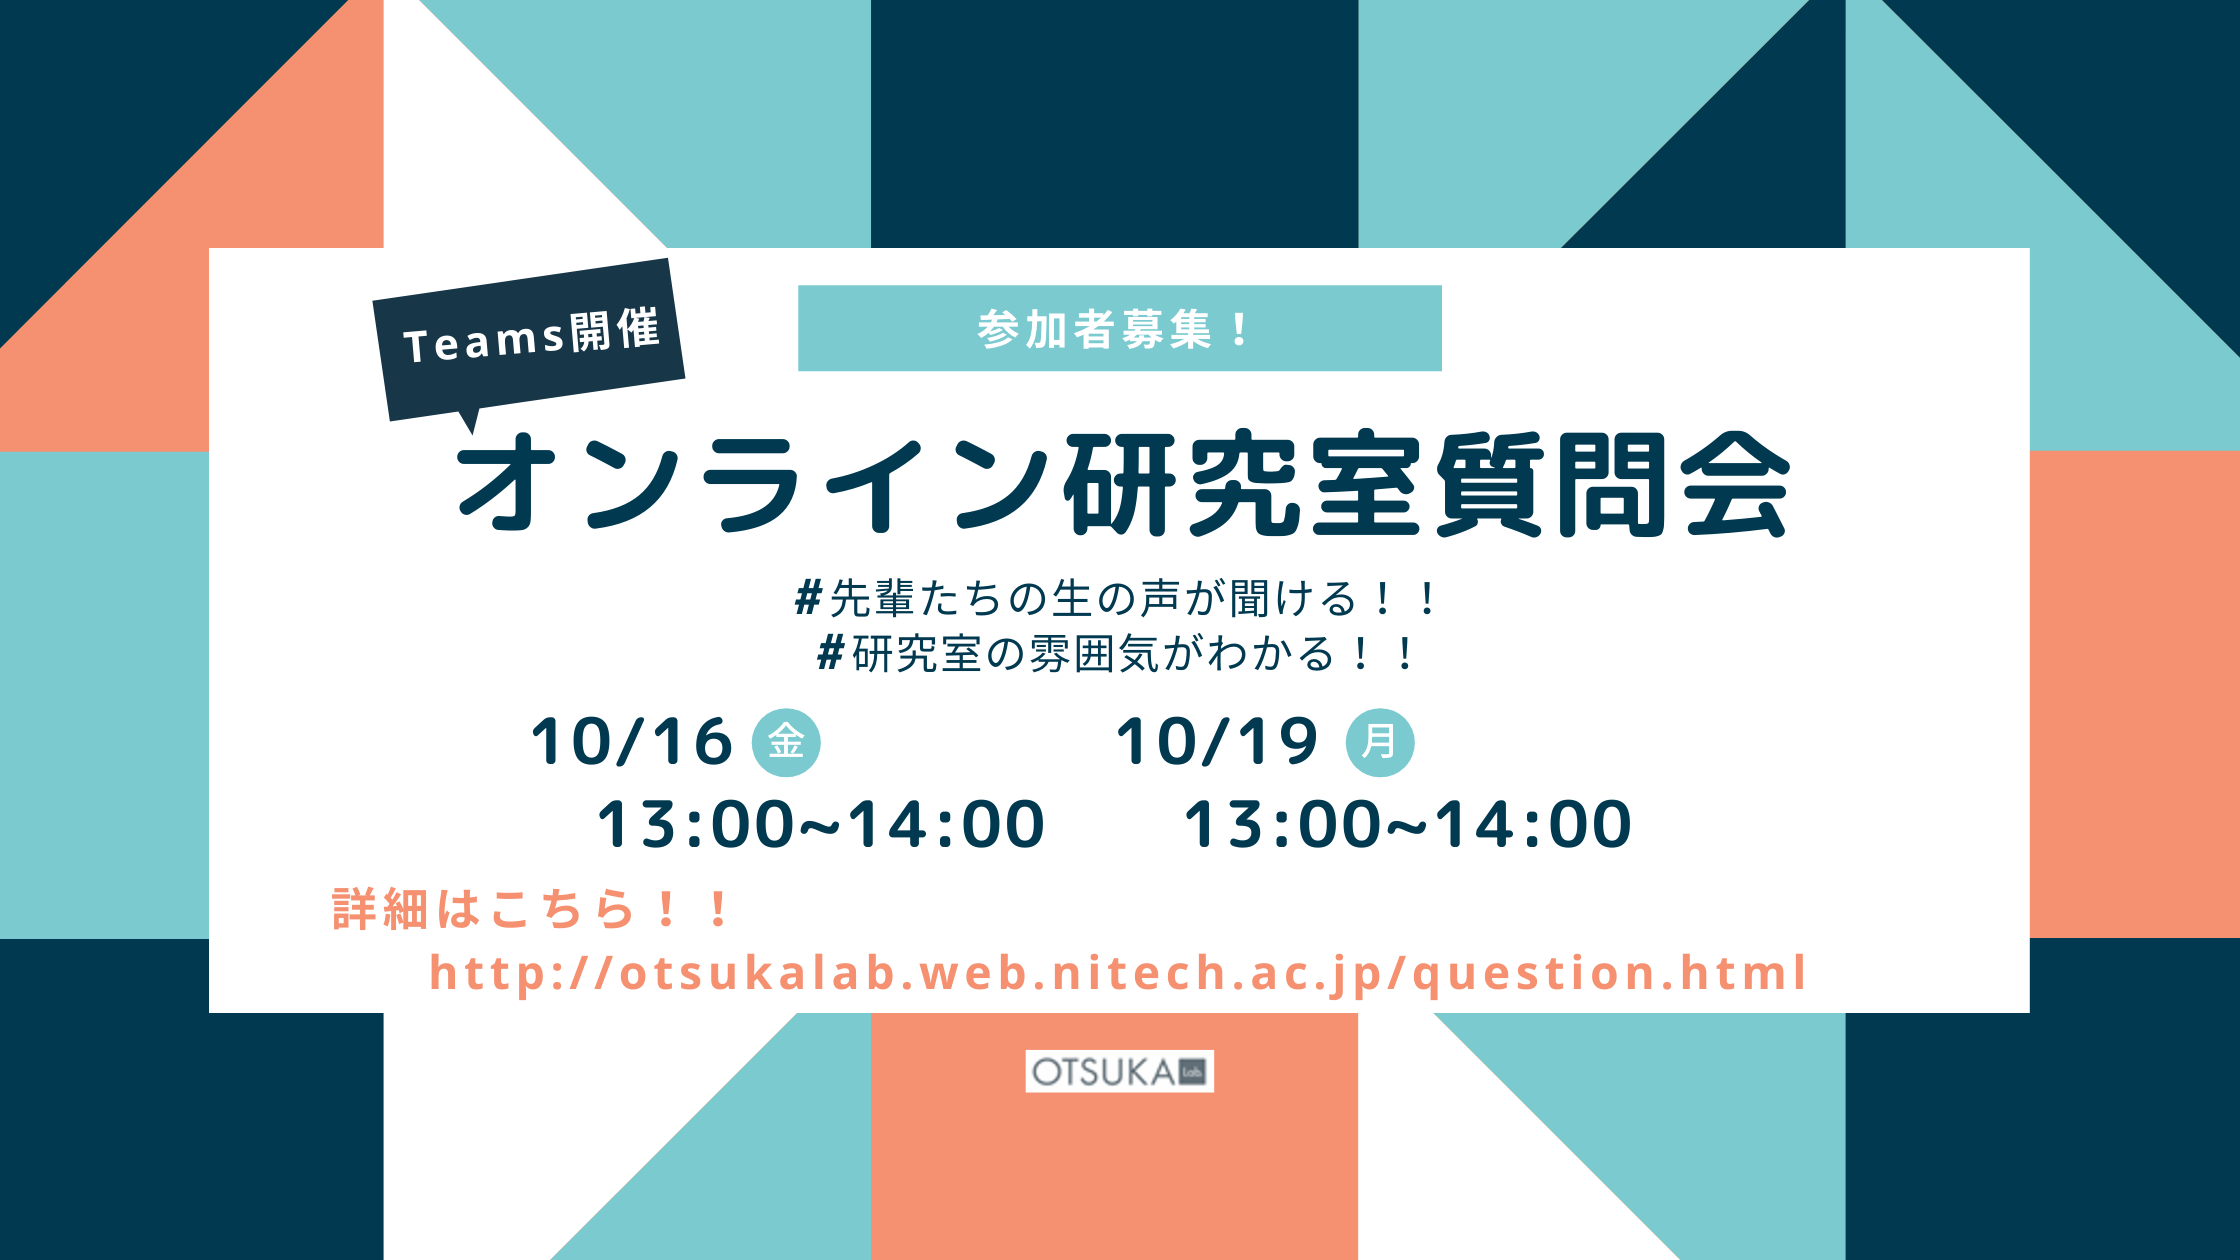 Teams開催
参加者募集！
オンライン研究室質問会
#先輩たちの生の声が聞ける！！
#研究室の雰囲気がわかる！！
10/16 金
13:00~14:00
10/19 月
13:00~14:00
詳細はこちら！！
http://otsukalab.web.nitech.ac.jp/question.html
OTSUKA Lab.